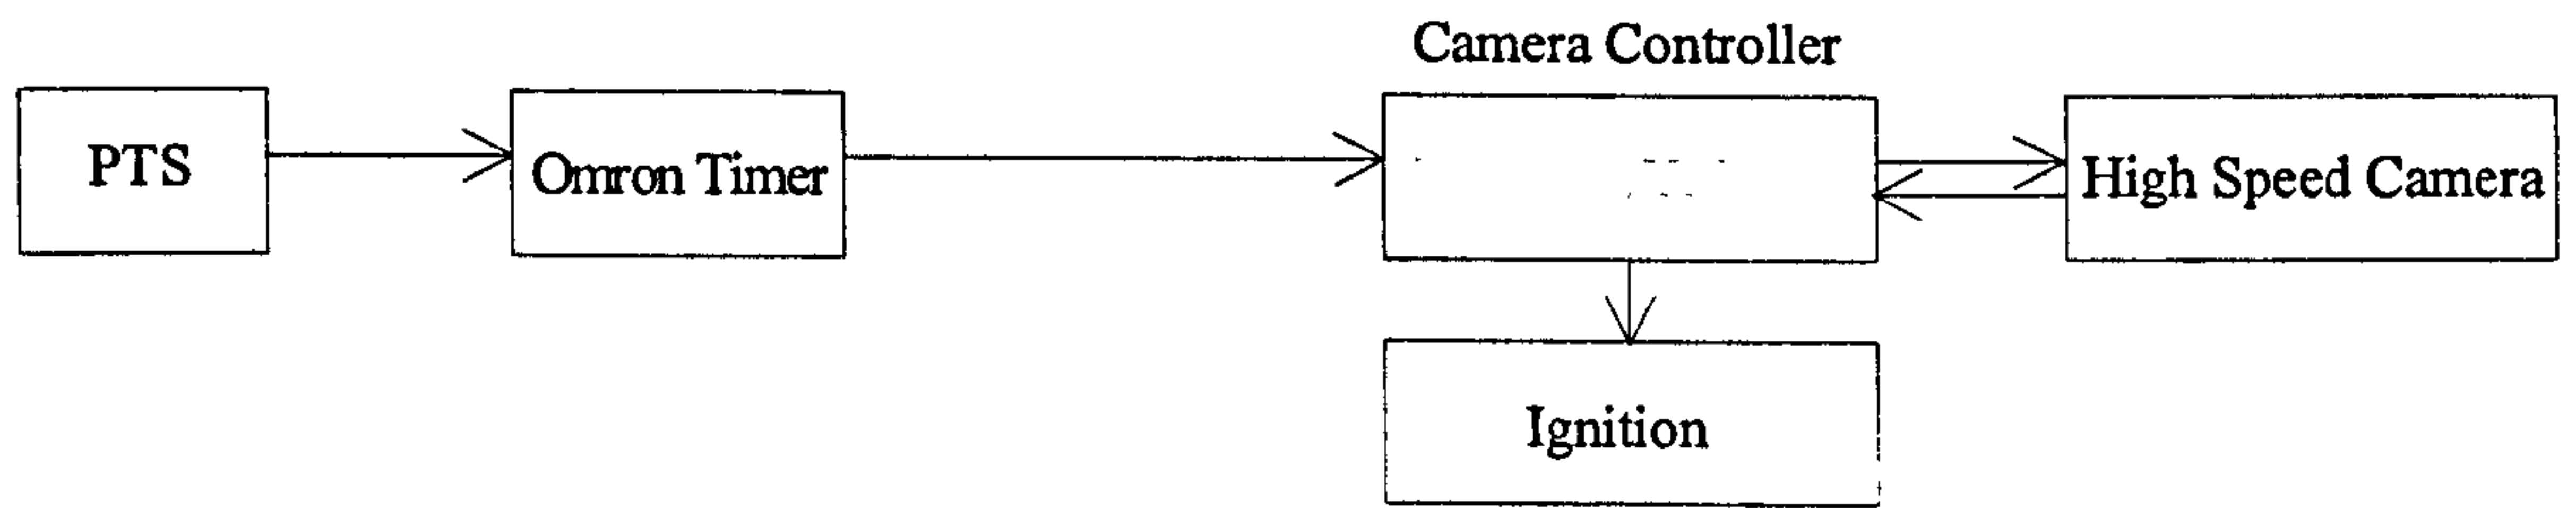 Camera Controller
PTS
Omron Timer
High Speed Camera
Ignition